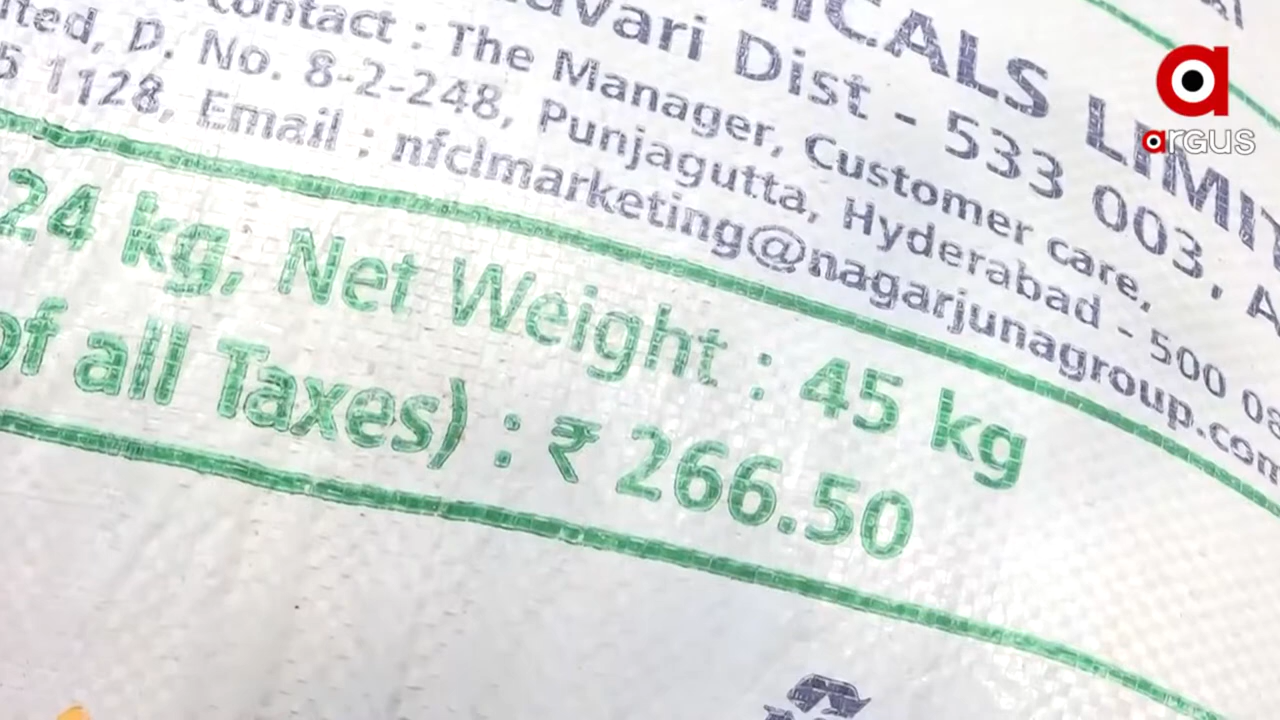 ICALS LIMIT
avari Dist - 533 003, A
contact : The Manager, Customer care,
ited, D. No. 8-2-248, Punjagutta, Hyderabad - 500 08
5 1128, Email : nfclmarketing@nagarjunagroup.com
24 kg, Net Weight : 45 kg
of all Taxes) : ₹ 266.50
argus